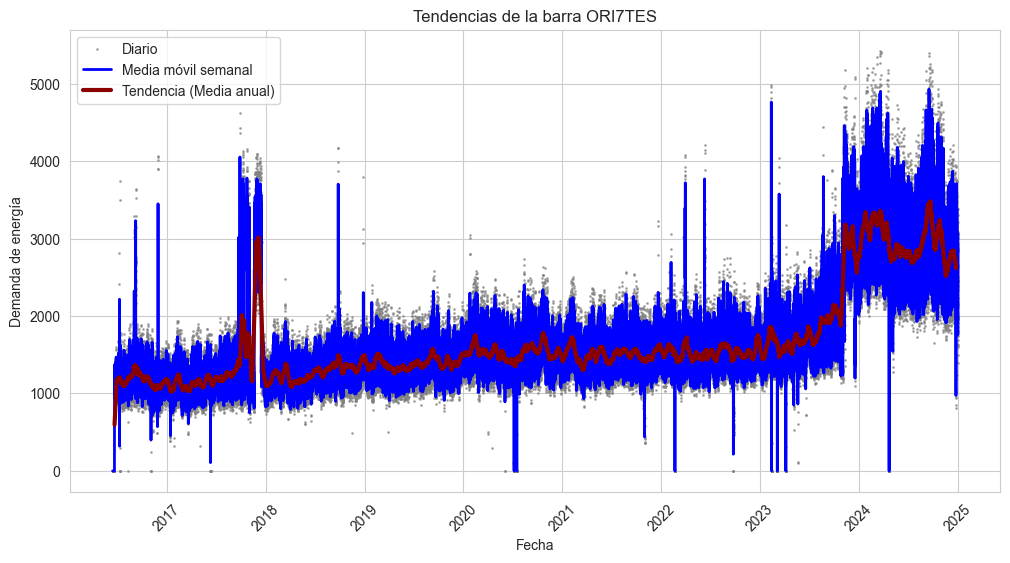 Tendencias de la barra ORI7TES
Diario
Media móvil semanal
Tendencia (Media anual)
Demanda de energía
5000
4000
3000
2000
1000
0
2017
2018
2019
2020
2021
2022
2023
2024
2025
Fecha